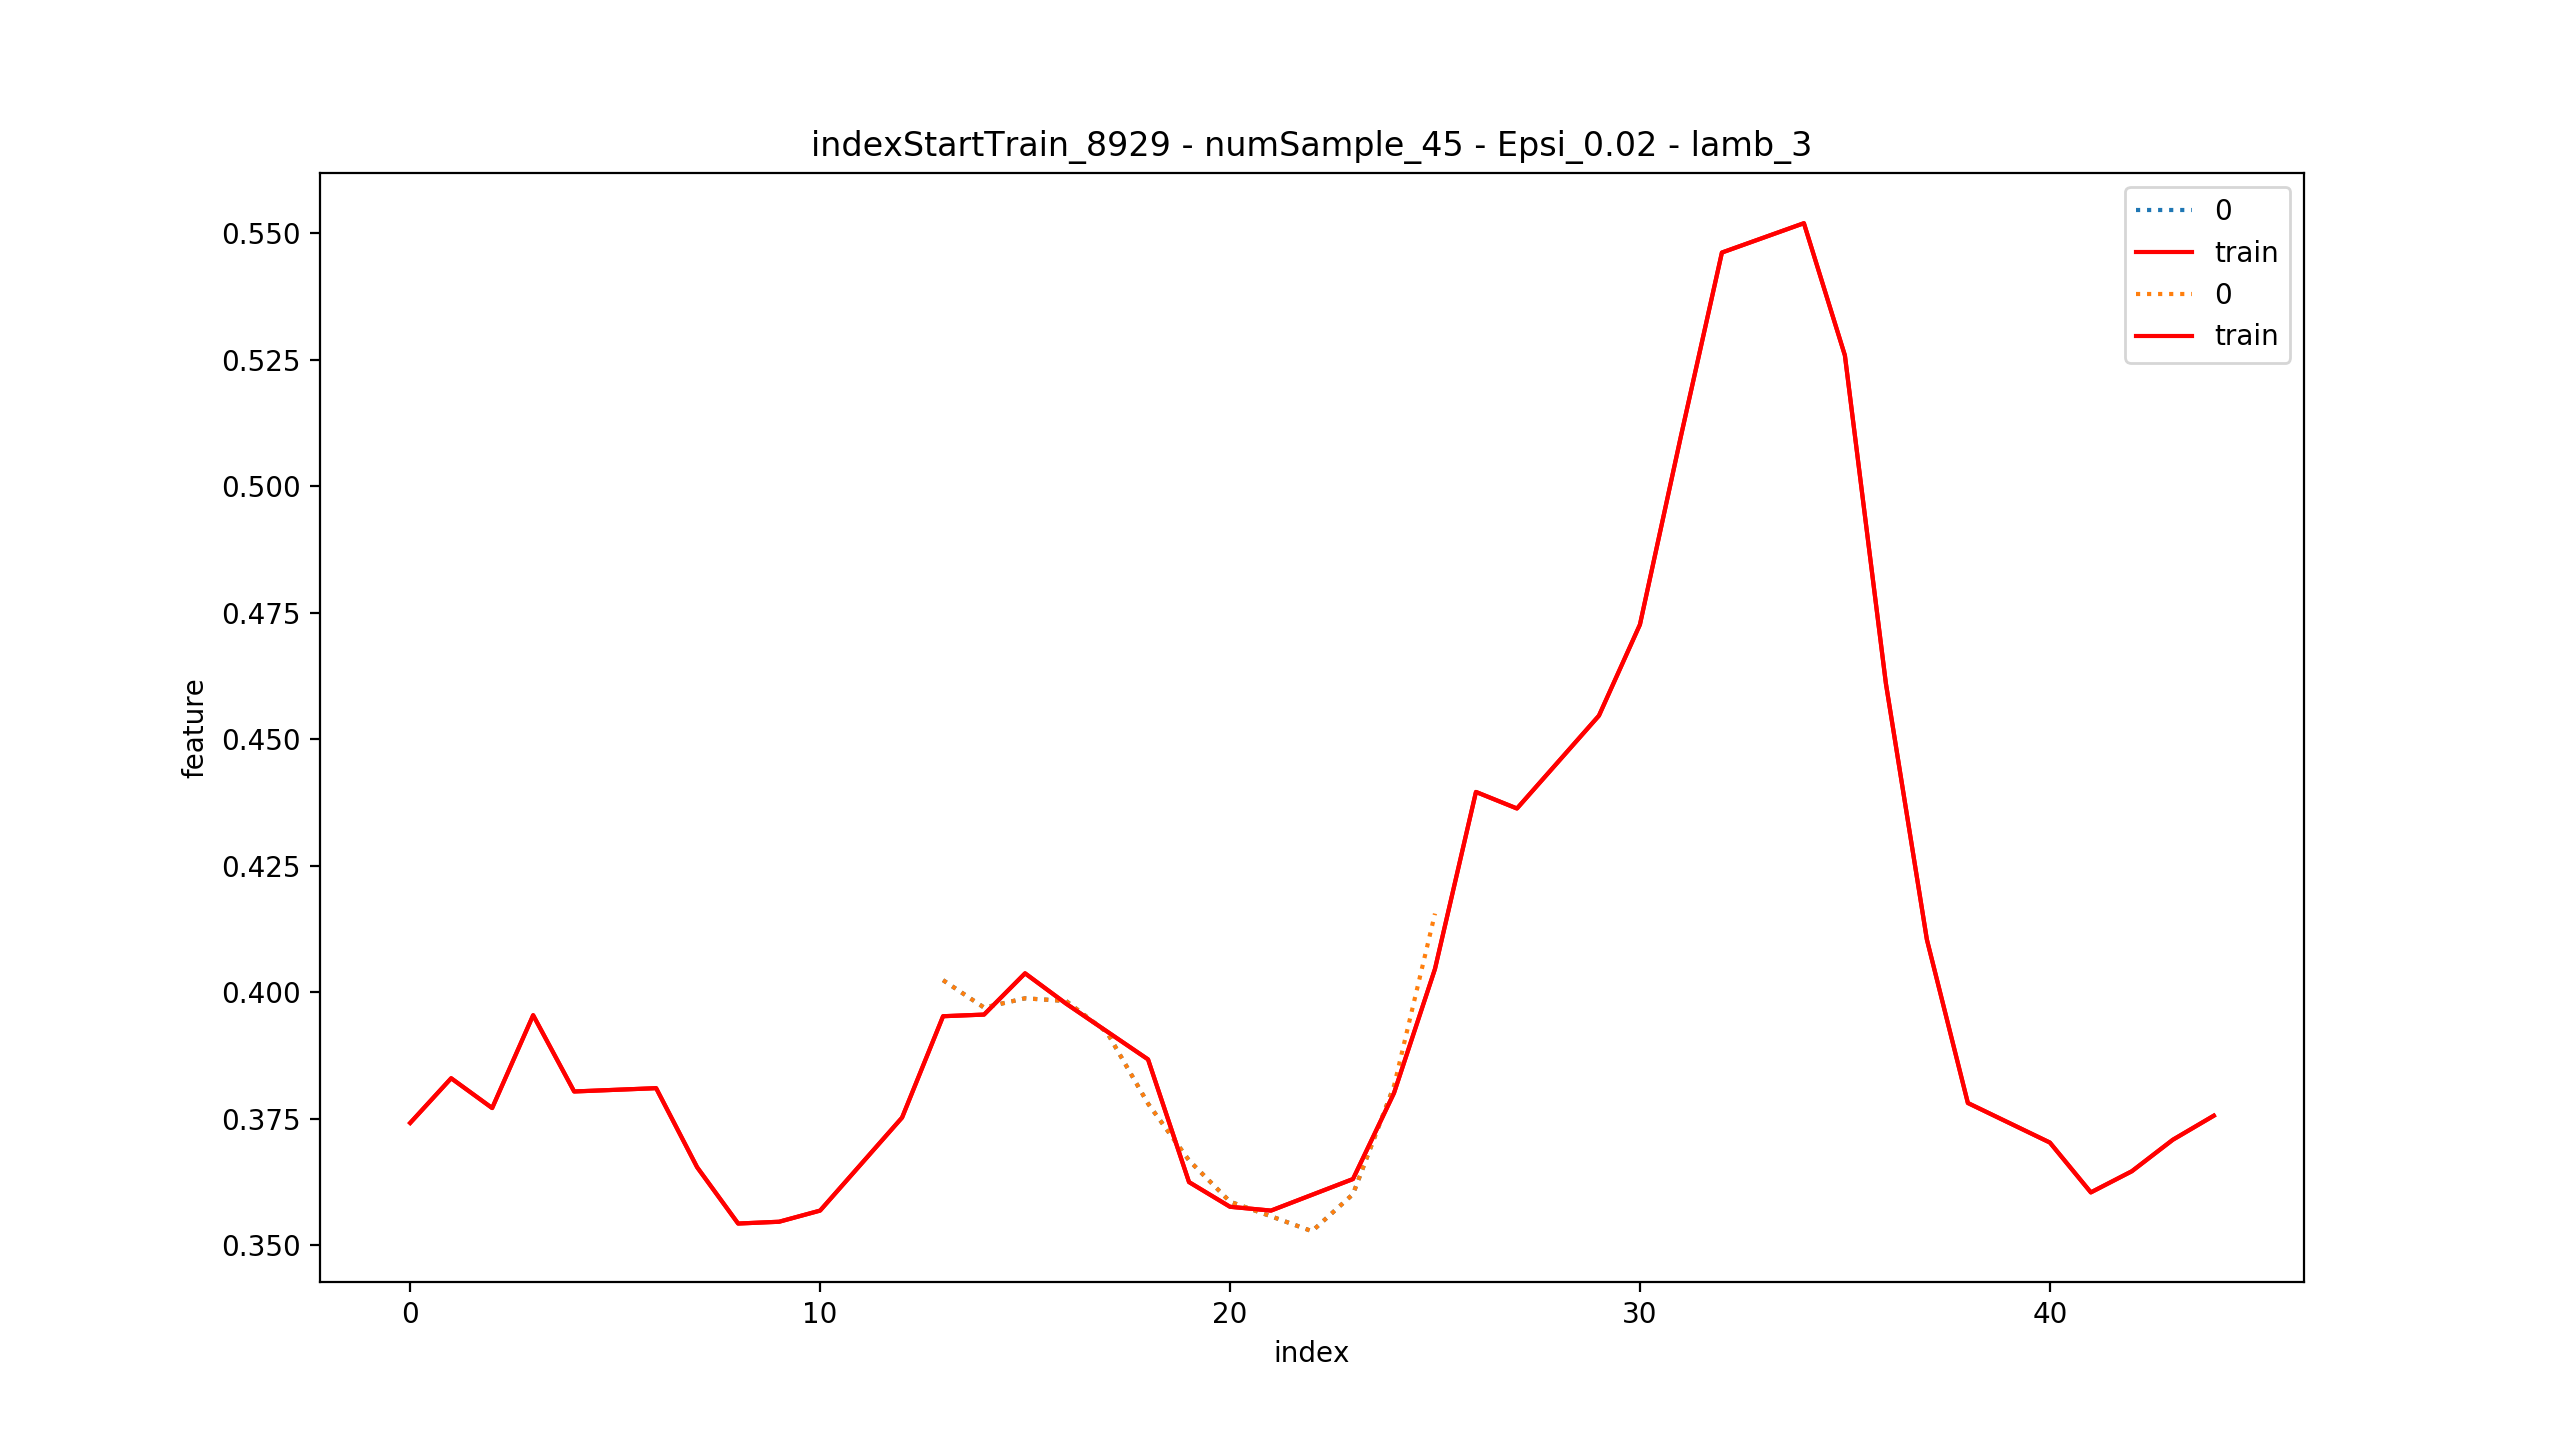 indexStartTrain_8929 - numSample_45 - Epsi_0.02 - lamb_3
0
train
0
train
0.550
0.525
0.500
0.475
0.450
0.425
0.400
0.375
0.350
feature
0 10 20 30 40
index